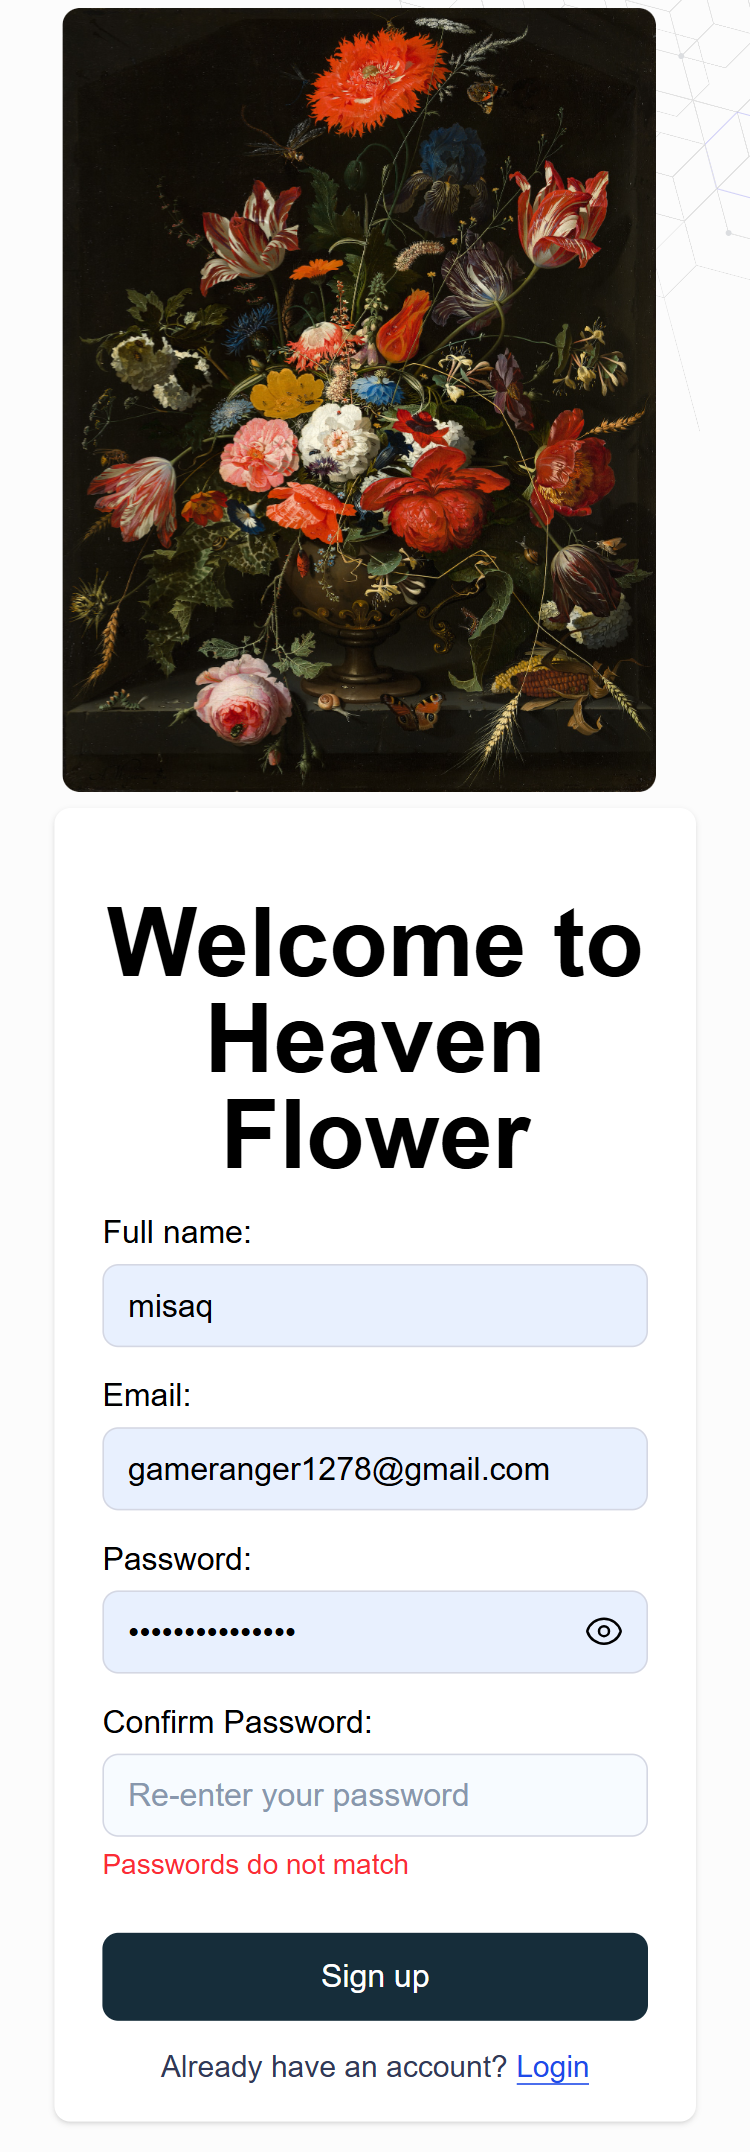 Welcome to
Heaven
Flower
Full name:
misaq
Email:
gameranger1278@gmail.com
Password:
•••••••••••••••
Confirm Password:
Re-enter your password
Passwords do not match
Sign up
Already have an account? Login